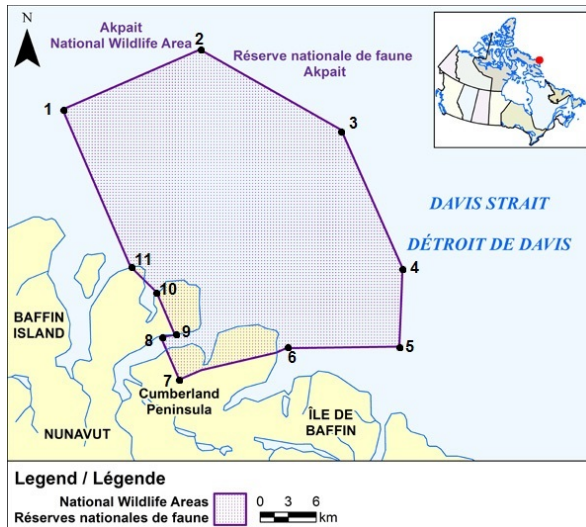 N
Akpait
National Wildlife Area
Réserve nationale de faune
Akpait
1
2
3
DAVIS STRAIT
DÉTROIT DE DAVIS
4
11
10
BAFFIN
ISLAND
9
8
6
5
7
Cumberland
Peninsula
ÎLE DE
BAFFIN
NUNAVUT
Legend / Légende
National Wildlife Areas
Réserves nationales de faune
0 3 6
km